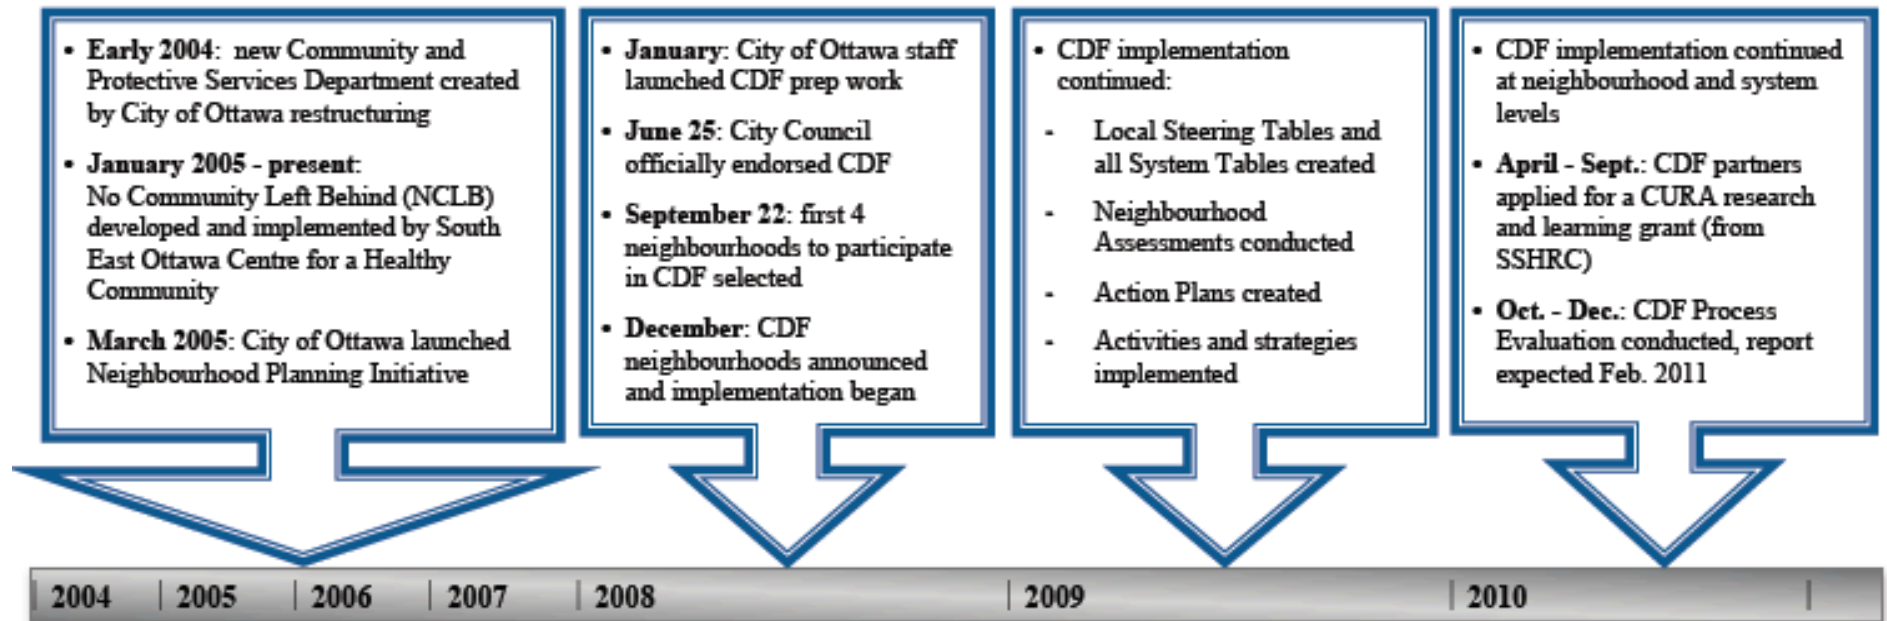 • Early 2004: new Community and
Protective Services Department created
by City of Ottawa restructuring
• January 2005 - present:
No Community Left Behind (NCLB)
developed and implemented by South
East Ottawa Centre for a Healthy
Community
• March 2005: City of Ottawa launched
Neighbourhood Planning Initiative
• January: City of Ottawa staff
launched CDF prep work
• June 25: City Council
officially endorsed CDF
• September 22: first 4
neighbourhoods to participate
in CDF selected
• December: CDF
neighbourhoods announced
and implementation began
• CDF implementation
continued:
- Local Steering Tables and
all System Tables created
- Neighbourhood
Assessments conducted
- Action Plans created
- Activities and strategies
implemented
• CDF implementation continued
at neighbourhood and system
levels
• April - Sept.: CDF partners
applied for a CURA research
and learning grant (from
SSHRC)
• Oct. - Dec.: CDF Process
Evaluation conducted, report
expected Feb. 2011
2004 2005 2006 2007 2008 2009 2010